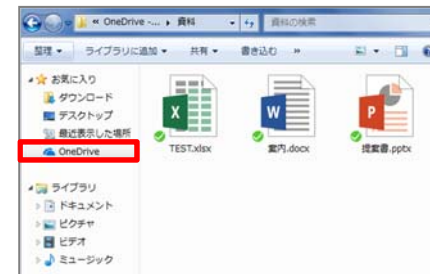 « OneDrive -... ▸ 資料
資料の検索
整理 ▼ ライブラリに追加 ▼ 共有 ▼ 書き込む »
お気に入り
ダウンロード
デスクトップ
最近表示した場所
OneDrive
ライブラリ
ドキュメント
ピクチャ
ビデオ
ミュージック
X
TEST.xlsx
W
案内.docx
P
提案書.pptx